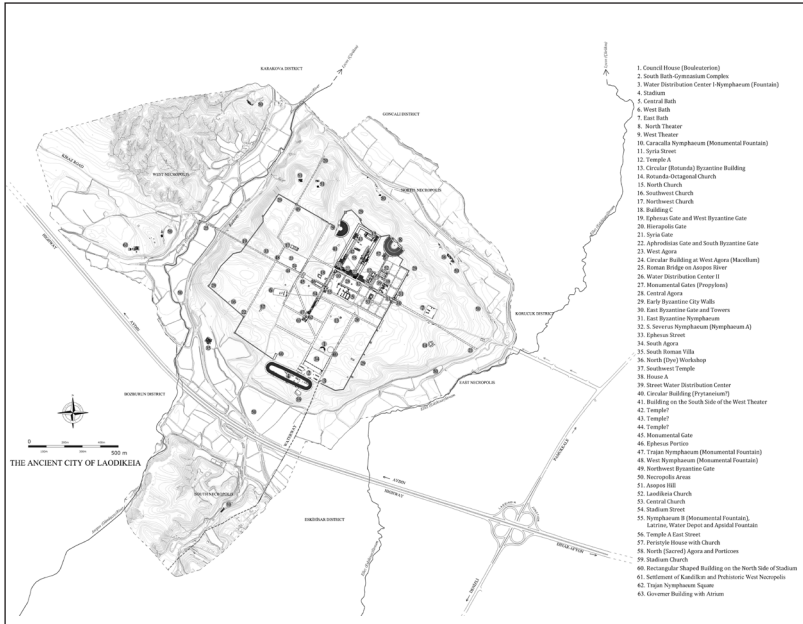 KARAKOVA DISTRICT
GONCALI DISTRICT
WEST NECROPOLIS
NORTH NECROPOLIS
HIGHWAY
AYDIN
KORUCUK DISTRICT
EAST NECROPOLIS
BOZBURUN DISTRICT
WATERWAY
0
500 m
THE ANCIENT CITY OF LAODIKEIA
SOUTH NECROPOLIS
ESKİHİSAR DISTRICT
AYDIN
HIGHWAY
PAMUKKALE
DENİZLİ
1. Council House (Bouleuterion)
2. South Bath-Gymnasium Complex
3. Water Distribution Center I-Nymphaeum (Fountain)
4. Stadium
5. Central Bath
6. West Bath
7. East Bath
8. North Theater
9. West Theater
10. Caracalla Nymphaeum (Monumental Fountain)
11. Syria Street
12. Temple A
13. Circular (Rotunda) Byzantine Building
14. Rotunda-Octagonal Church
15. North Church
16. Southwest Church
17. Northwest Church
18. Building C
19. Ephesus Gate and West Byzantine Gate
20. Hierapolis Gate
21. Syria Gate
22. Aphrodisias Gate and South Byzantine Gate
23. West Agora
24. Circular Building at West Agora (Macellum)
25. Roman Bridge on Asopos River
26. Water Distribution Center II
27. Monumental Gates (Propylons)
28. Central Agora
29. Early Byzantine City Walls
30. East Byzantine Gate and Towers
31. East Byzantine Nymphaeum
32. S. Severus Nymphaeum (Nymphaeum A)
33. Ephesus Street
34. South Agora
35. South Roman Villa
36. North (Dye) Workshop
37. Southwest Temple
38. House A
39. Street Water Distribution Center
40. Circular Building (Prytaneium?)
41. Building on the South Side of the West Theater
42. Temple?
43. Temple?
44. Temple?
45. Monumental Gate
46. Ephesus Portico
47. Trajan Nymphaeum (Monumental Fountain)
48. West Nymphaeum (Monumental Fountain)
49. Northwest Byzantine Gate
50. Necropolis Areas
51. Asopos Hill
52. Laodikeia Church
53. Central Church
54. Stadium Street
55. Nymphaeum B (Monumental Fountain),
Latrine, Water Depot and Apsidal Fountain
56. Temple A East Street
57. Peristyle House with Church
58. North (Sacred) Agora and Porticoes
59. Stadium Church
60. Rectangular Shaped Building on the North Side of Stadium
61. Settlement of Kandilkırı and Prehistoric West Necropolis
62. Trajan Nymphaeum Square
63. Governer Building with Atrium